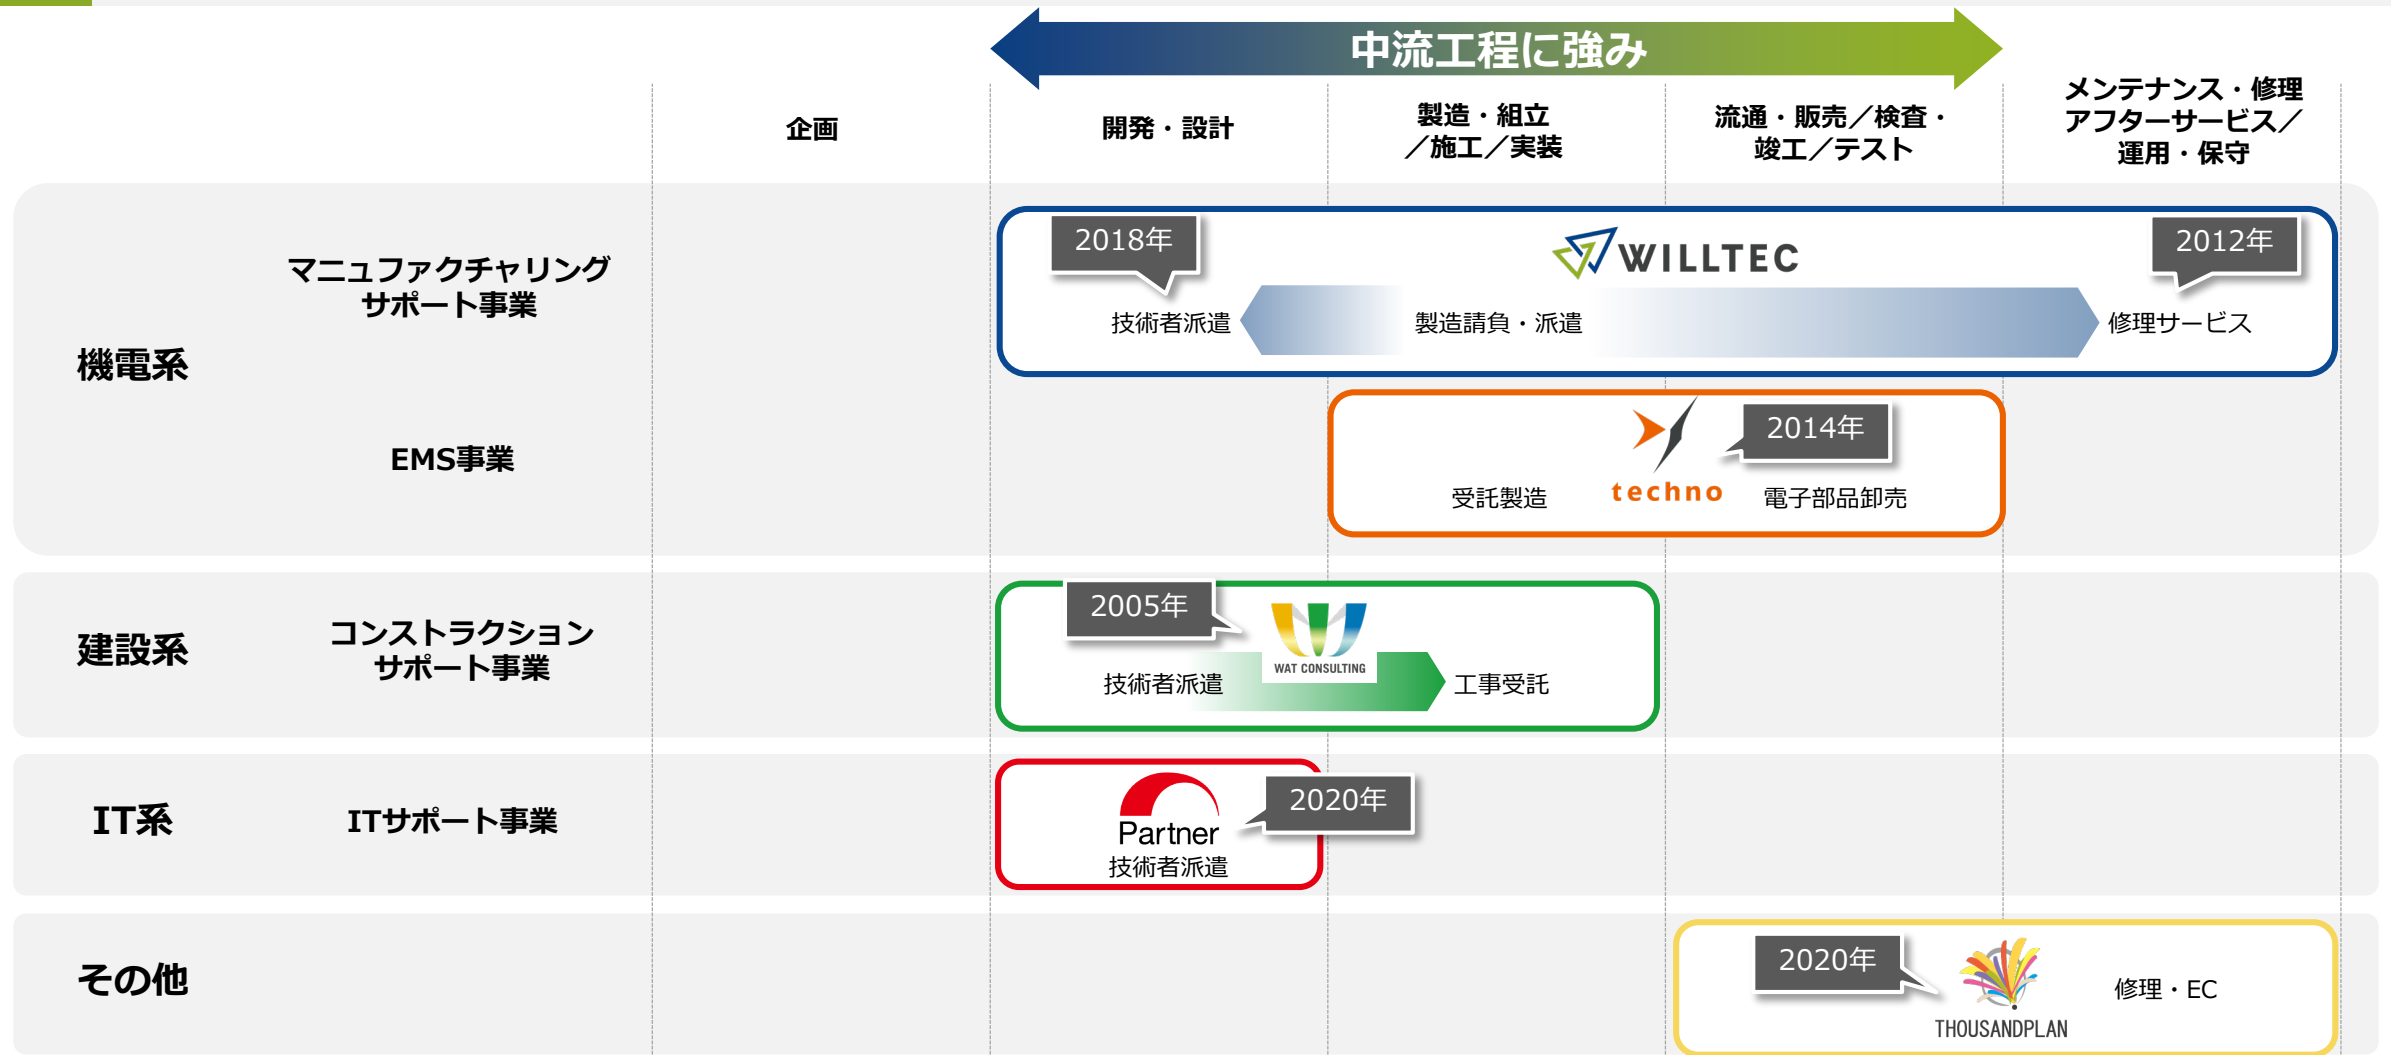 中流工程に強み
企画
開発・設計
製造・組立
／施工／実装
流通・販売／検査・
竣工／テスト
メンテナンス・修理
アフターサービス／
運用・保守
機電系
マニュファクチャリング
サポート事業
2018年
WILLTEC
2012年
技術者派遣
製造請負・派遣
修理サービス
EMS事業
2014年
受託製造
techno
電子部品卸売
建設系
コンストラクション
サポート事業
2005年
WAT CONSULTING
技術者派遣
工事受託
IT系
ITサポート事業
2020年
Partner
技術者派遣
その他
2020年
THOUSANDPLAN
修理・EC